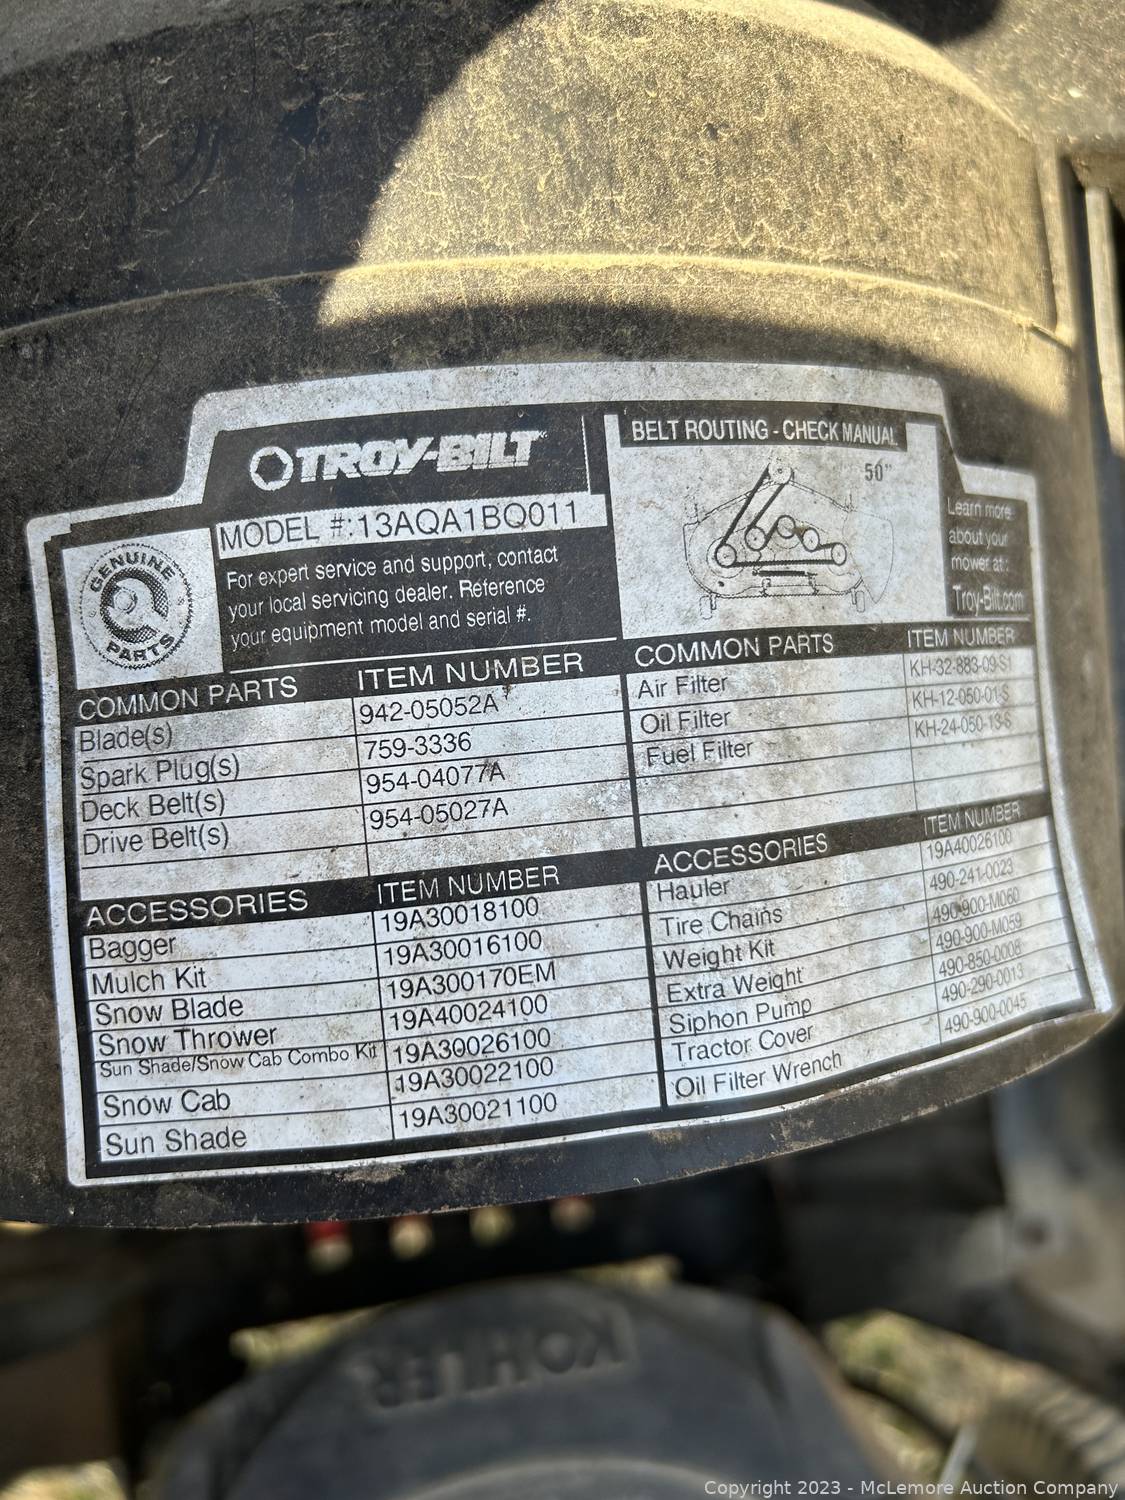 TROY-BILT
MODEL #:13AQA1BQ011
GENUINE
PARTS
For expert service and support, contact
your local servicing dealer. Reference
your equipment model and serial #.
BELT ROUTING - CHECK MANUAL
50"
Learn more
about your
mower at:
Troy-Bilt.com
COMMON PARTS ITEM NUMBER
Blade(s) 942-05052A
Spark Plug(s) 759-3336
Deck Belt(s) 954-04077A
Drive Belt(s) 954-05027A
COMMON PARTS ITEM NUMBER
Air Filter KH-32-883-09-S1
Oil Filter KH-12-050-01-S
Fuel Filter KH-24-050-13-S
ACCESSORIES ITEM NUMBER
Bagger 19A30018100
Mulch Kit 19A30016100
Snow Blade 19A300170EM
Snow Thrower 19A40024100
Sun Shade/Snow Cab Combo Kit 19A30026100
Snow Cab 19A30022100
Sun Shade 19A30021100
ACCESSORIES ITEM NUMBER
Hauler 19A40026100
Tire Chains 490-241-0023
Weight Kit 490-900-M060
Extra Weight 490-900-M059
Siphon Pump 490-850-0008
Tractor Cover 490-290-0013
Oil Filter Wrench 490-900-0045
KOHLER
Copyright 2023 - McLemore Auction Company